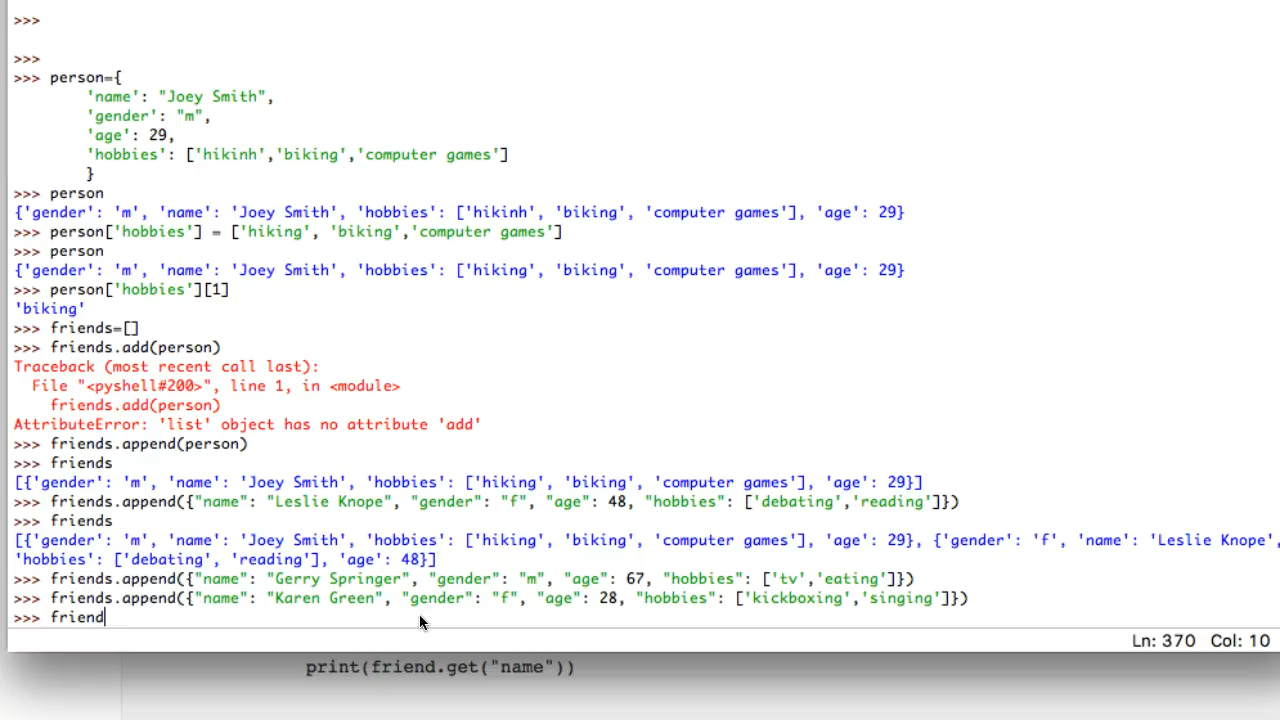 >>>
>>>
>>> person={
'name': "Joey Smith",
'gender': "m",
'age': 29,
'hobbies': ['hikinh','biking','computer games']
}
>>> person
{'gender': 'm', 'name': 'Joey Smith', 'hobbies': ['hikinh', 'biking', 'computer games'], 'age': 29}
>>> person['hobbies'] = ['hiking', 'biking','computer games']
>>> person
{'gender': 'm', 'name': 'Joey Smith', 'hobbies': ['hiking', 'biking', 'computer games'], 'age': 29}
>>> person['hobbies'][1]
'biking'
>>> friends=[]
>>> friends.add(person)
Traceback (most recent call last):
File "<pyshell#200>", line 1, in <module>
friends.add(person)
AttributeError: 'list' object has no attribute 'add'
>>> friends.append(person)
>>> friends
[{'gender': 'm', 'name': 'Joey Smith', 'hobbies': ['hiking', 'biking', 'computer games'], 'age': 29}]
>>> friends.append({"name": "Leslie Knope", "gender": "f", "age": 48, "hobbies": ['debating','reading']})
>>> friends
[{'gender': 'm', 'name': 'Joey Smith', 'hobbies': ['hiking', 'biking', 'computer games'], 'age': 29}, {'gender': 'f', 'name': 'Leslie Knope',
'hobbies': ['debating', 'reading'], 'age': 48}]
>>> friends.append({"name": "Gerry Springer", "gender": "m", "age": 67, "hobbies": ['tv','eating']})
>>> friends.append({"name": "Karen Green", "gender": "f", "age": 28, "hobbies": ['kickboxing','singing']})
>>> friend
Ln: 370 Col: 10
print(friend.get("name"))